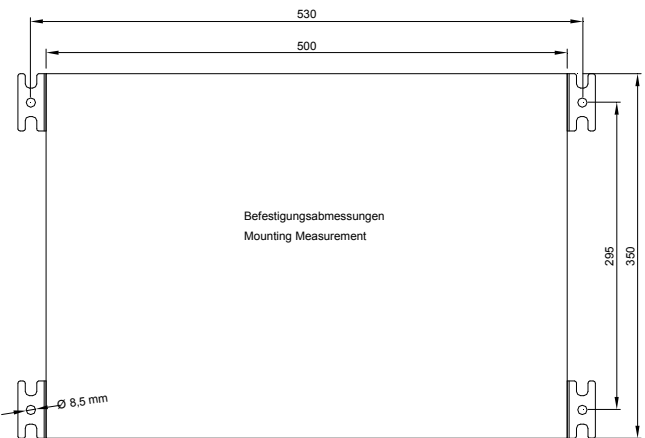 530
500
Befestigungsabmessungen
Mounting Measurement
295
350
Ø 8,5 mm